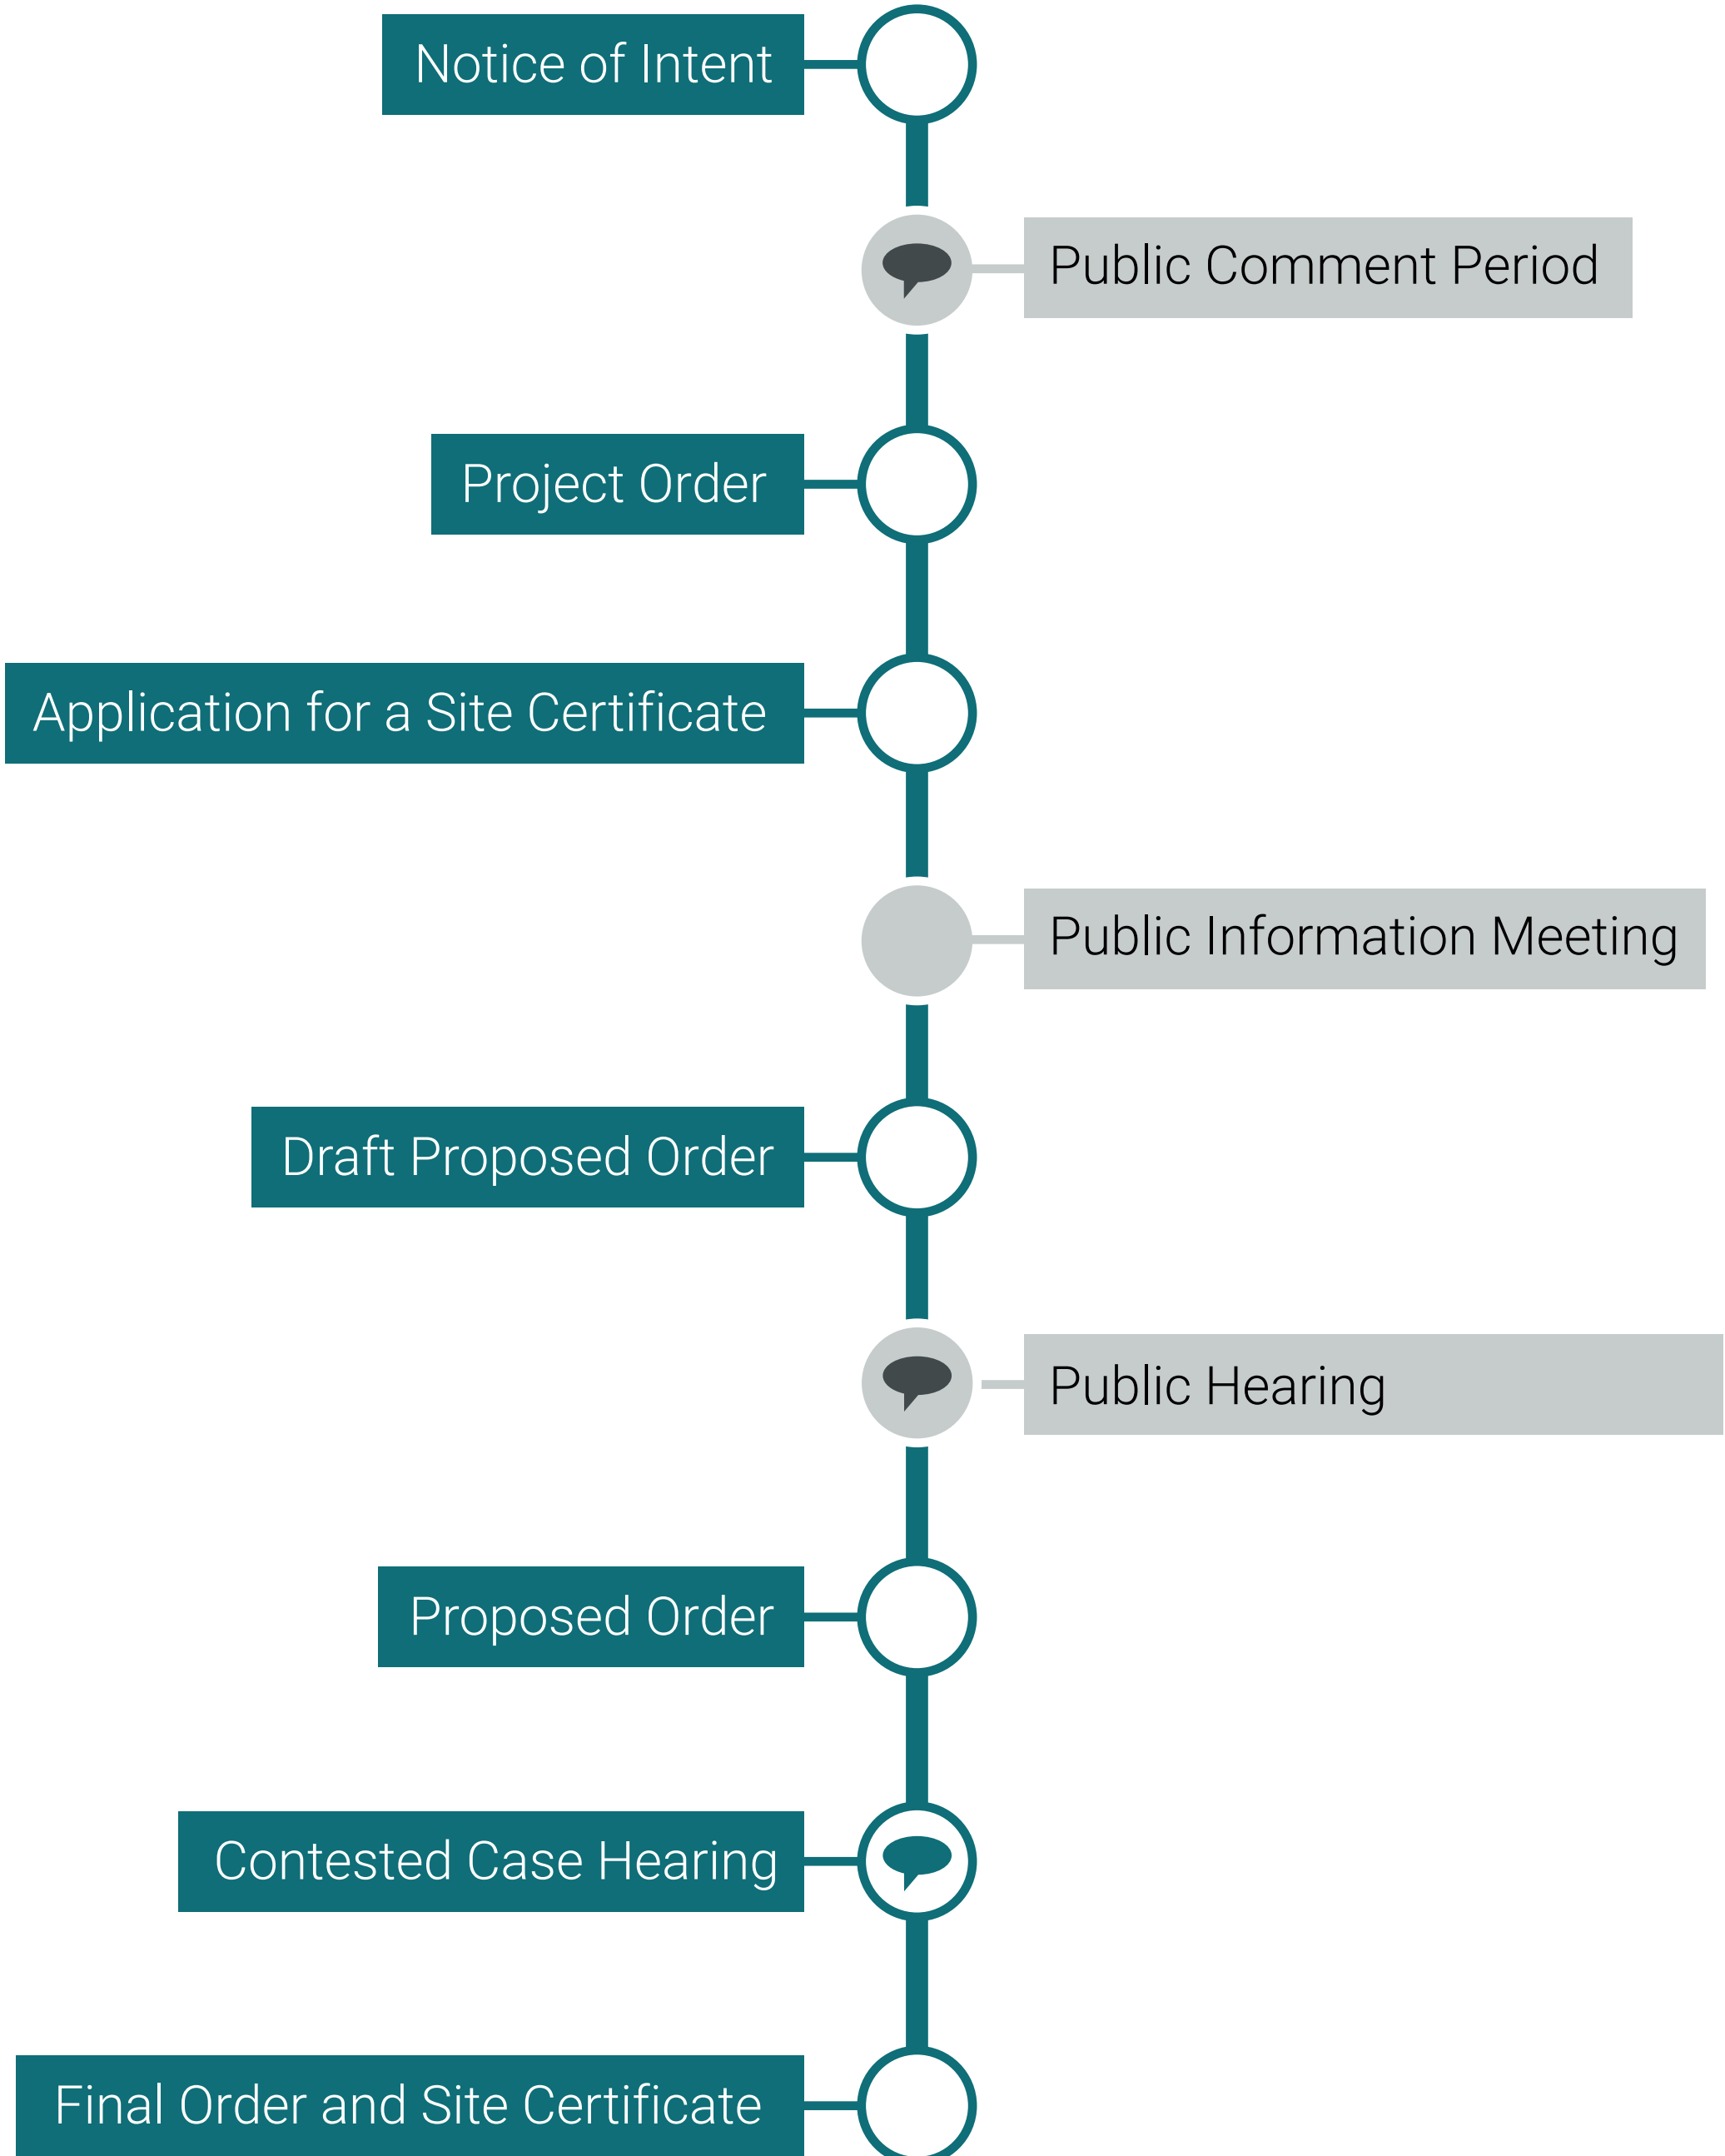 Notice of Intent
Public Comment Period
Project Order
Application for a Site Certificate
Public Information Meeting
Draft Proposed Order
Public Hearing
Proposed Order
Contested Case Hearing
Final Order and Site Certificate